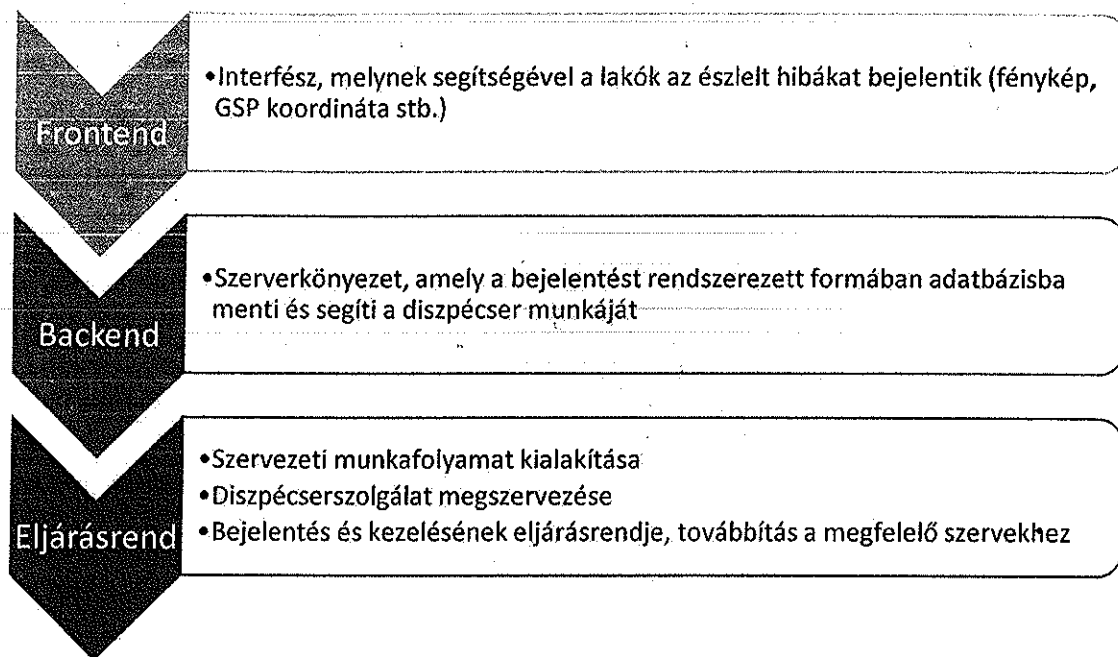 Frontend
•Interfész, melynek segítségével a lakók az észlelt hibákat bejelentik (fénykép,
GSP koordináta stb.)
Backend
•Szerverkönyezet, amely a bejelentést rendszerezett formában adatbázisba
menti és segíti a diszpécser munkáját
Eljárásrend
•Szervezeti munkafolyamat kialakítása
•Diszpécserszolgálat megszervezése
•Bejelentés és kezelésének eljárásrendje, továbbítás a megfelelő szervekhez